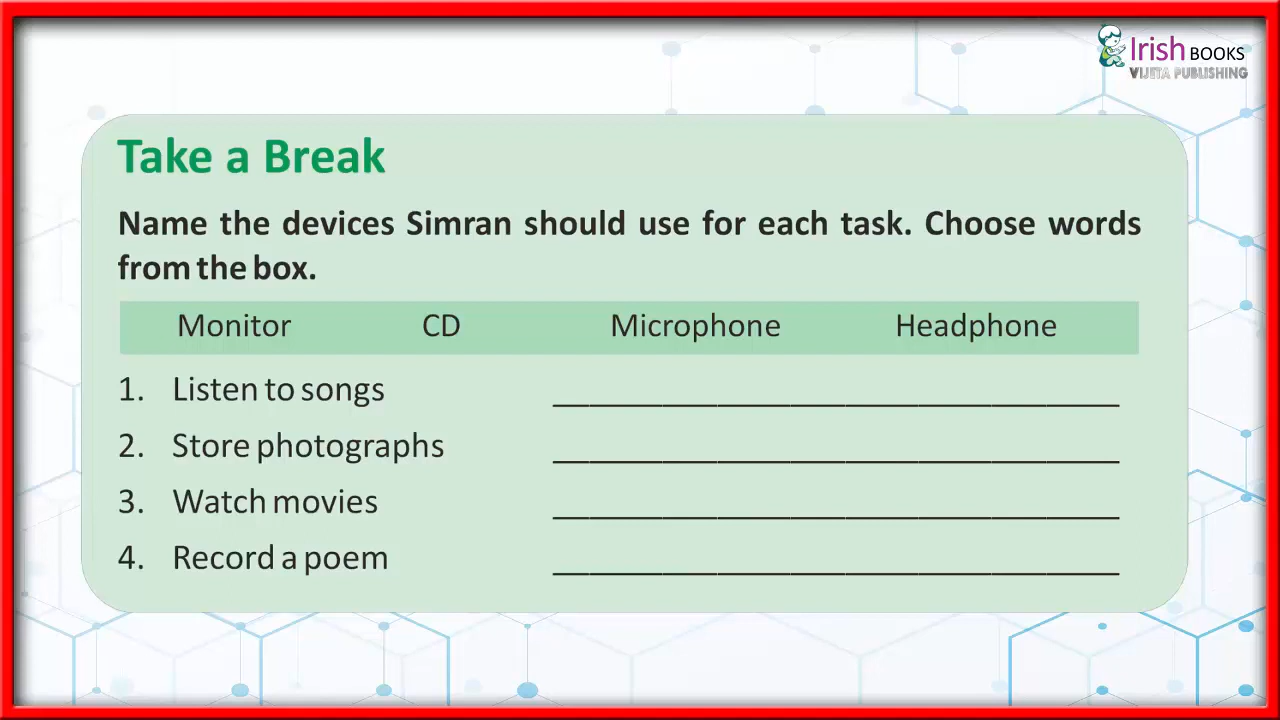 Irish BOOKS
VIJETA PUBLISHING
Take a Break
Name the devices Simran should use for each task. Choose words
from the box.
Monitor CD Microphone Headphone
1. Listen to songs
2. Store photographs
3. Watch movies
4. Record a poem